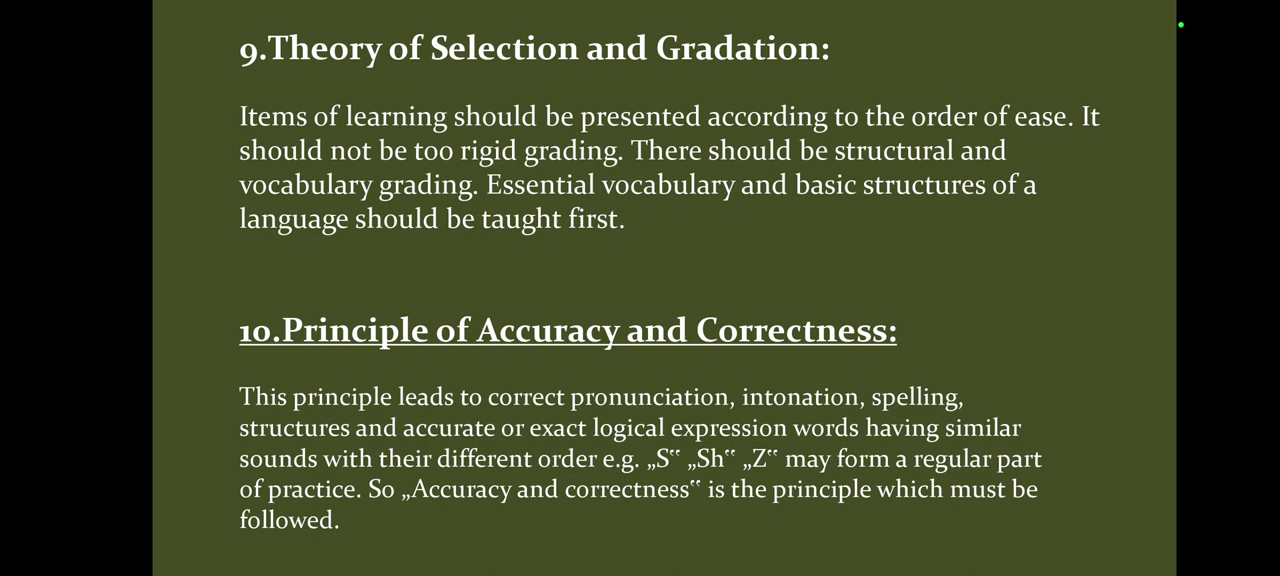 9.Theory of Selection and Gradation:
Items of learning should be presented according to the order of ease. It
should not be too rigid grading. There should be structural and
vocabulary grading. Essential vocabulary and basic structures of a
language should be taught first.
10.Principle of Accuracy and Correctness:
This principle leads to correct pronunciation, intonation, spelling,
structures and accurate or exact logical expression words having similar
sounds with their different order e.g. „S‟ „Sh‟ „Z‟ may form a regular part
of practice. So „Accuracy and correctness‟ is the principle which must be
followed.